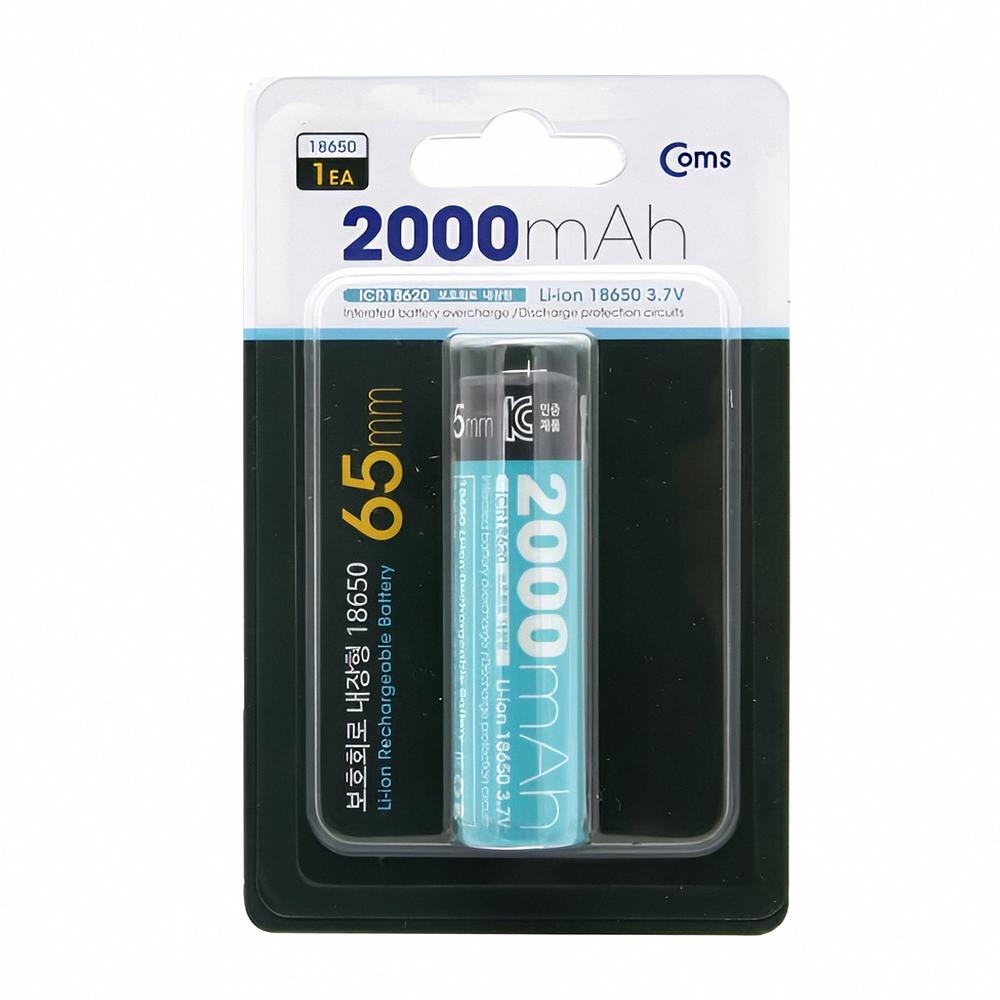 18650
1EA
Coms
2000mAh
ICR18620 보호회로 내장형 Li-ion 18650 3.7V
Interated battery overcharge / Discharge protection circuits
65mm
보호회로 내장형 18650
Li-ion Rechargeable Battery
5mm
인증
제품
2000mAh
Li-ion 18650 3.7V